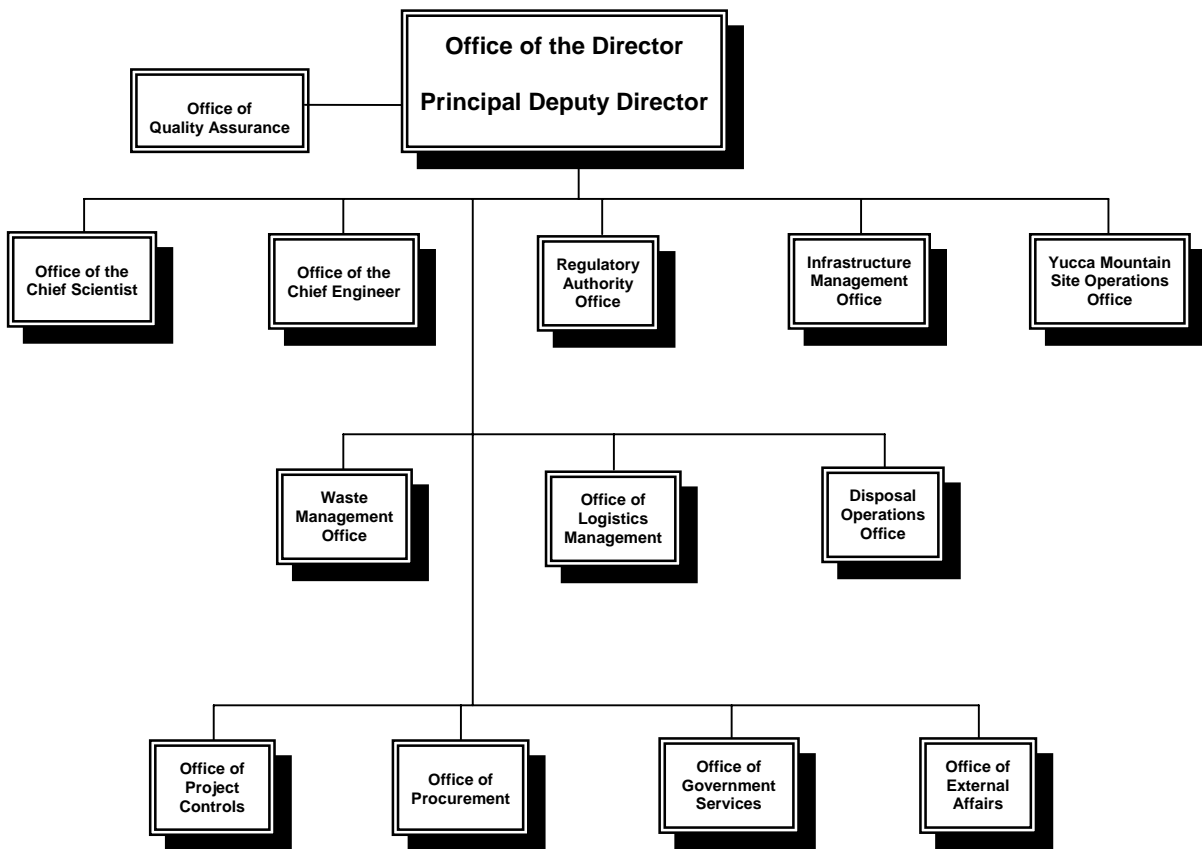 Office of the Director
Principal Deputy Director
Office of
Quality Assurance
Office of the
Chief Scientist
Office of the
Chief Engineer
Regulatory
Authority
Office
Infrastructure
Management
Office
Yucca Mountain
Site Operations
Office
Waste
Management
Office
Office of
Logistics
Management
Disposal
Operations
Office
Office of
Project
Controls
Office of
Procurement
Office of
Government
Services
Office of
External
Affairs